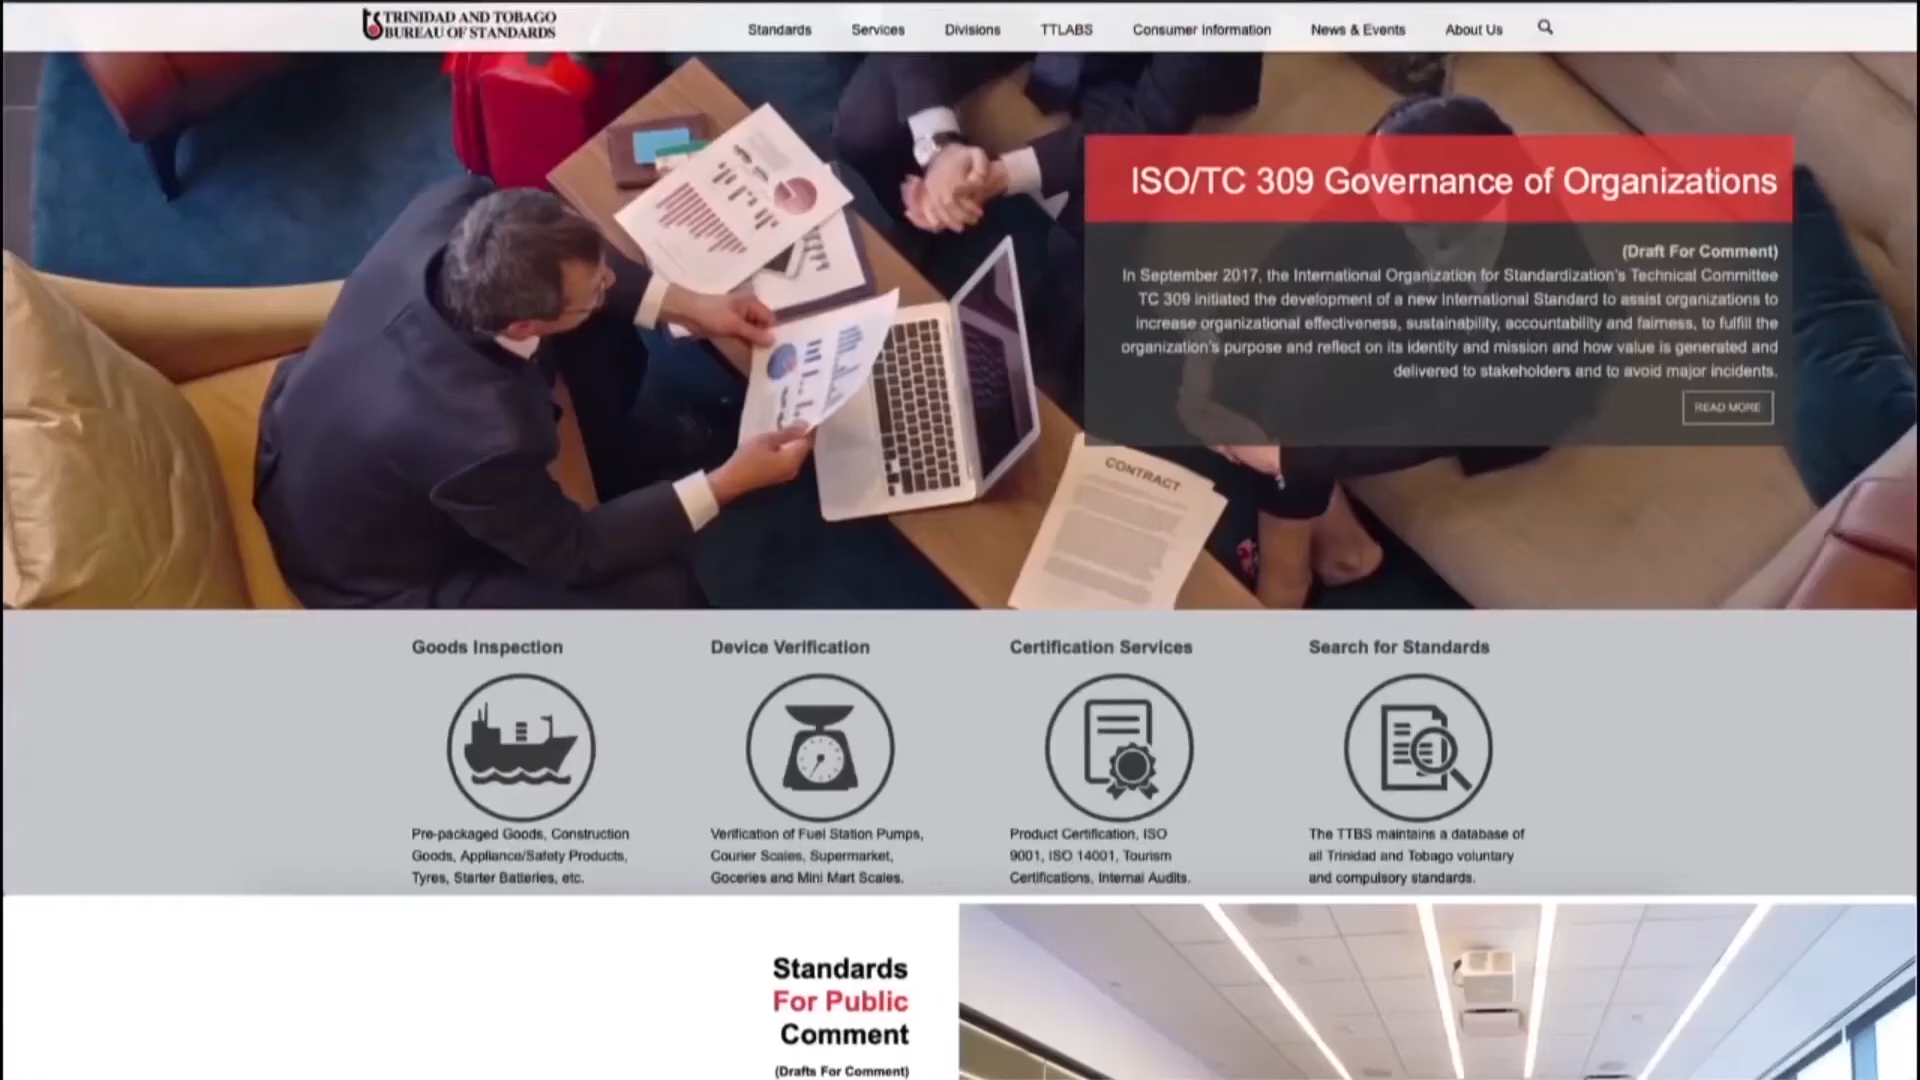 TRINIDAD AND TOBAGO
BUREAU OF STANDARDS
Standards
Services
Divisions
TTLABS
Consumer Information
News & Events
About Us
ISO/TC 309 Governance of Organizations
(Draft For Comment)
In September 2017, the International Organization for Standardization's Technical Committee
TC 309 initiated the development of a new International Standard to assist organizations to
increase organizational effectiveness, sustainability, accountability and fairness, to fulfill the
organization's purpose and reflect on its identity and mission and how value is generated and
delivered to stakeholders and to avoid major incidents.
READ MORE
CONTRACT
Goods Inspection
Pre-packaged Goods, Construction
Goods, Appliance/Safety Products,
Tyres, Starter Batteries, etc.
Device Verification
Verification of Fuel Station Pumps,
Courier Scales, Supermarket,
Goceries and Mini Mart Scales.
Certification Services
Product Certification, ISO
9001, ISO 14001, Tourism
Certifications, Internal Audits.
Search for Standards
The TTBS maintains a database of
all Trinidad and Tobago voluntary
and compulsory standards.
Standards
For Public
Comment
(Drafts For Comment)